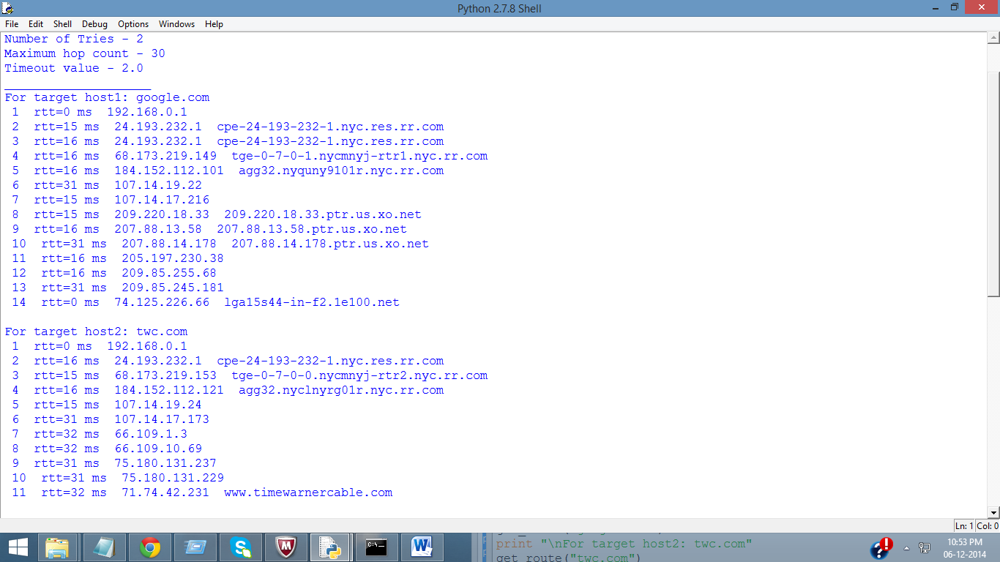 Python 2.7.8 Shell
File Edit Shell Debug Options Windows Help
Number of Tries - 2
Maximum hop count - 30
Timeout value - 2.0
____________________
For target host1: google.com
1 rtt=0 ms 192.168.0.1
2 rtt=15 ms 24.193.232.1 cpe-24-193-232-1.nyc.res.rr.com
3 rtt=16 ms 24.193.232.1 cpe-24-193-232-1.nyc.res.rr.com
4 rtt=16 ms 68.173.219.149 tge-0-7-0-1.nycmnyj-rtr1.nyc.rr.com
5 rtt=16 ms 184.152.112.101 agg32.nyquny9101r.nyc.rr.com
6 rtt=31 ms 107.14.19.22
7 rtt=15 ms 107.14.17.216
8 rtt=15 ms 209.220.18.33 209.220.18.33.ptr.us.xo.net
9 rtt=16 ms 207.88.13.58 207.88.13.58.ptr.us.xo.net
10 rtt=31 ms 207.88.14.178 207.88.14.178.ptr.us.xo.net
11 rtt=16 ms 205.197.230.38
12 rtt=16 ms 209.85.255.68
13 rtt=31 ms 209.85.245.181
14 rtt=0 ms 74.125.226.66 lga15s44-in-f2.1e100.net
For target host2: twc.com
1 rtt=0 ms 192.168.0.1
2 rtt=16 ms 24.193.232.1 cpe-24-193-232-1.nyc.res.rr.com
3 rtt=15 ms 68.173.219.153 tge-0-7-0-0.nycmnyj-rtr2.nyc.rr.com
4 rtt=16 ms 184.152.112.121 agg32.nyclnyrg01r.nyc.rr.com
5 rtt=15 ms 107.14.19.24
6 rtt=31 ms 107.14.17.173
7 rtt=32 ms 66.109.1.3
8 rtt=32 ms 66.109.10.69
9 rtt=31 ms 75.180.131.237
10 rtt=31 ms 75.180.131.229
11 rtt=32 ms 71.74.42.231 www.timewarnercable.com
Ln: 1 Col: 0
print "\nFor target host2: twc.com"
get_route("twc.com")
10:53 PM
06-12-2014